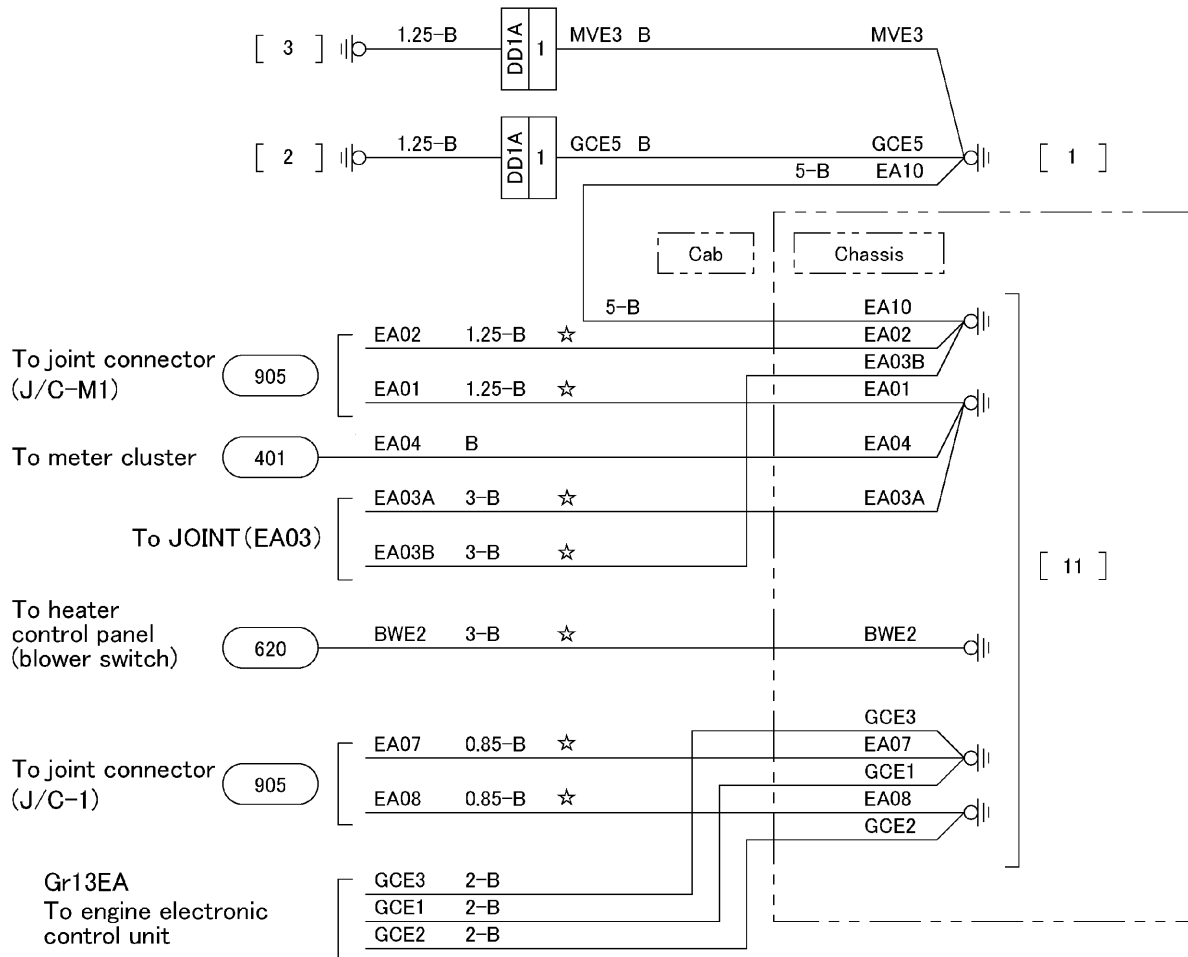 [ 3 ] 1.25-B DD1A 1 MVE3 B MVE3
[ 2 ] 1.25-B DD1A 1 GCE5 B GCE5 [ 1 ]
5-B EA10
Cab Chassis
5-B EA10
To joint connector (J/C-M1) 905
EA02 1.25-B ☆ EA02
EA03B
EA01 1.25-B ☆ EA01
To meter cluster 401 EA04 B EA04
To JOINT(EA03)
EA03A 3-B ☆ EA03A
EA03B 3-B ☆
[ 11 ]
To heater
control panel
(blower switch)
620 BWE2 3-B ☆ BWE2
GCE3
To joint connector
(J/C-1)
905
EA07 0.85-B ☆ EA07
GCE1
EA08 0.85-B ☆ EA08
GCE2
Gr13EA
To engine electronic
control unit
GCE3 2-B
GCE1 2-B
GCE2 2-B